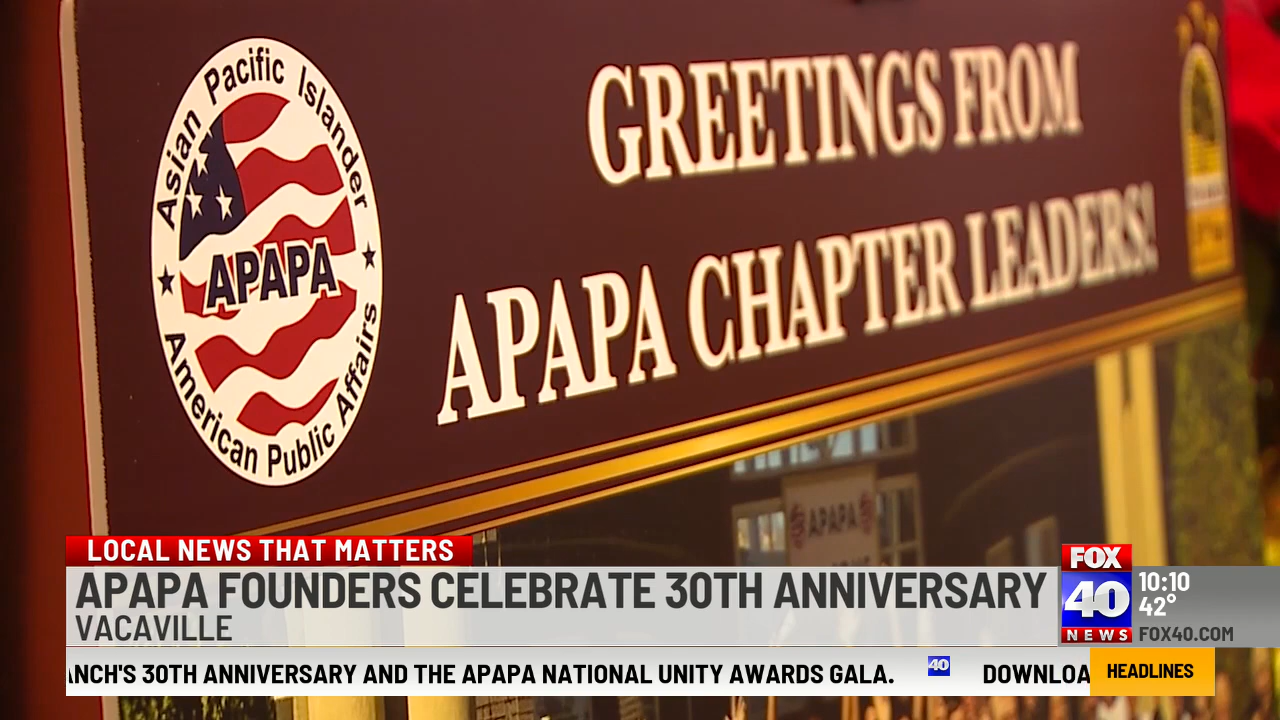 Asian Pacific Islander
APAPA
American Public Affairs
GREETINGS FROM
APAPA CHAPTER LEADERS!
APAPA
LOCAL NEWS THAT MATTERS
APAPA FOUNDERS CELEBRATE 30TH ANNIVERSARY
VACAVILLE
FOX
40
NEWS
10:10
42°
FOX40.COM
ANCH'S 30TH ANNIVERSARY AND THE APAPA NATIONAL UNITY AWARDS GALA. 40 DOWNLOA
HEADLINES